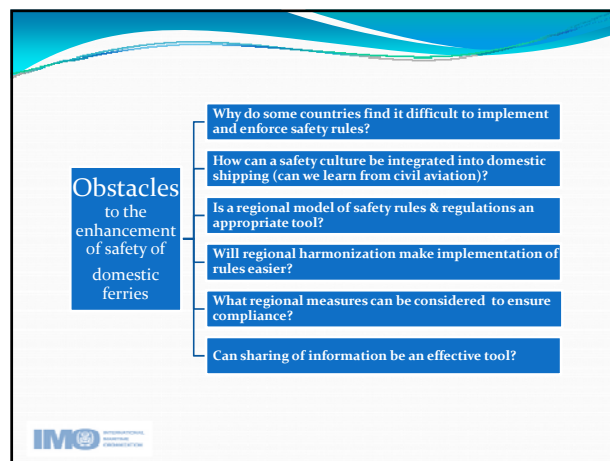 Obstacles
to the
enhancement
of safety of
domestic
ferries
Why do some countries find it difficult to implement
and enforce safety rules?
How can a safety culture be integrated into domestic
shipping (can we learn from civil aviation)?
Is a regional model of safety rules & regulations an
appropriate tool?
Will regional harmonization make implementation of
rules easier?
What regional measures can be considered to ensure
compliance?
Can sharing of information be an effective tool?
IMO
INTERNATIONAL
MARITIME
ORGANIZATION